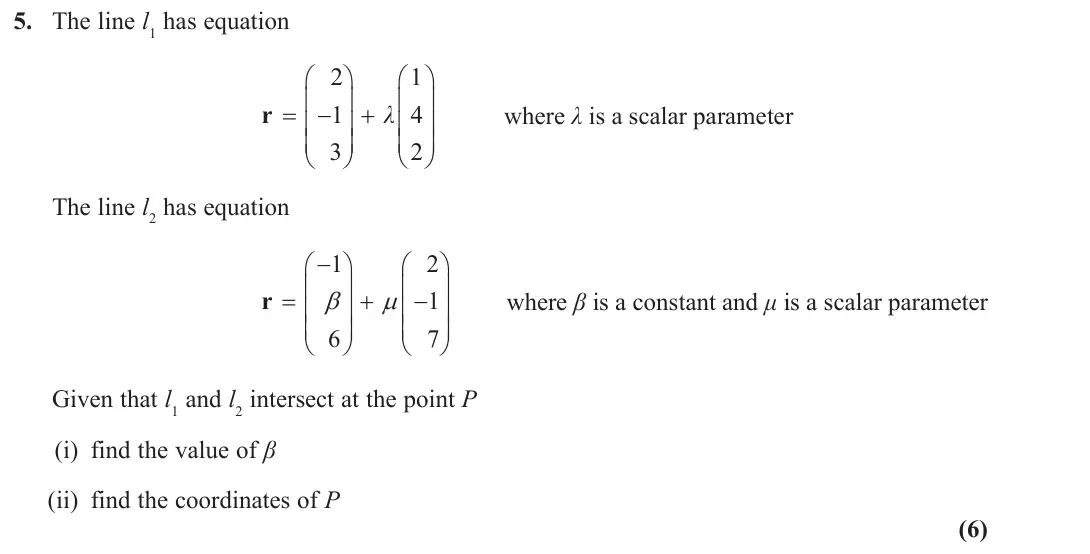 5. The line l₁ has equation
r = (2 −1 3) + λ(1 4 2) where λ is a scalar parameter
The line l₂ has equation
r = (−1 β 6) + μ(2 −1 7) where β is a constant and μ is a scalar parameter
Given that l₁ and l₂ intersect at the point P
(i) find the value of β
(ii) find the coordinates of P
(6)